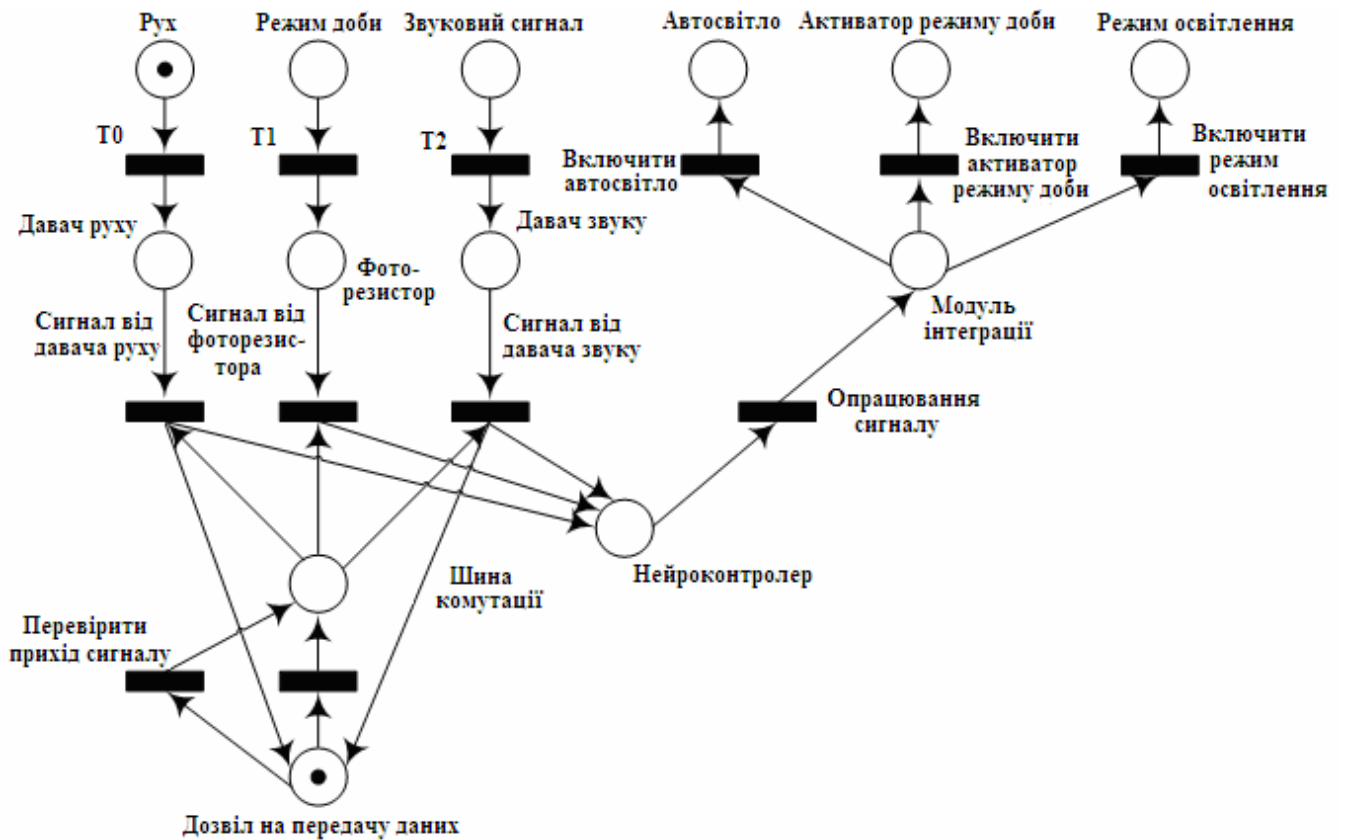 Рух
Режим доби
Звуковий сигнал
Автосвітло
Активатор режиму доби
Режим освітлення
T0
T1
T2
Включити
автосвітло
Включити
активатор
режиму доби
Включити
режим
освітлення
Давач руху
Фото-
резистор
Давач звуку
Модуль
інтеграції
Сигнал від
давача руху
Сигнал від
фоторезис-
тора
Сигнал від
давача звуку
Опрацювання
сигналу
Нейроконтролер
Шина
комутації
Перевірити
прихід сигналу
Дозвіл на передачу даних